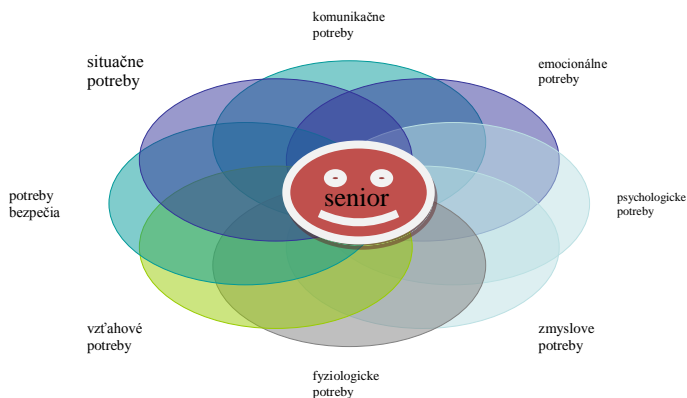 komunikačne
potreby
situačne
potreby
emocionálne
potreby
potreby
bezpečia
senior
psychologicke
potreby
vzťahové
potreby
zmyslove
potreby
fyziologicke
potreby